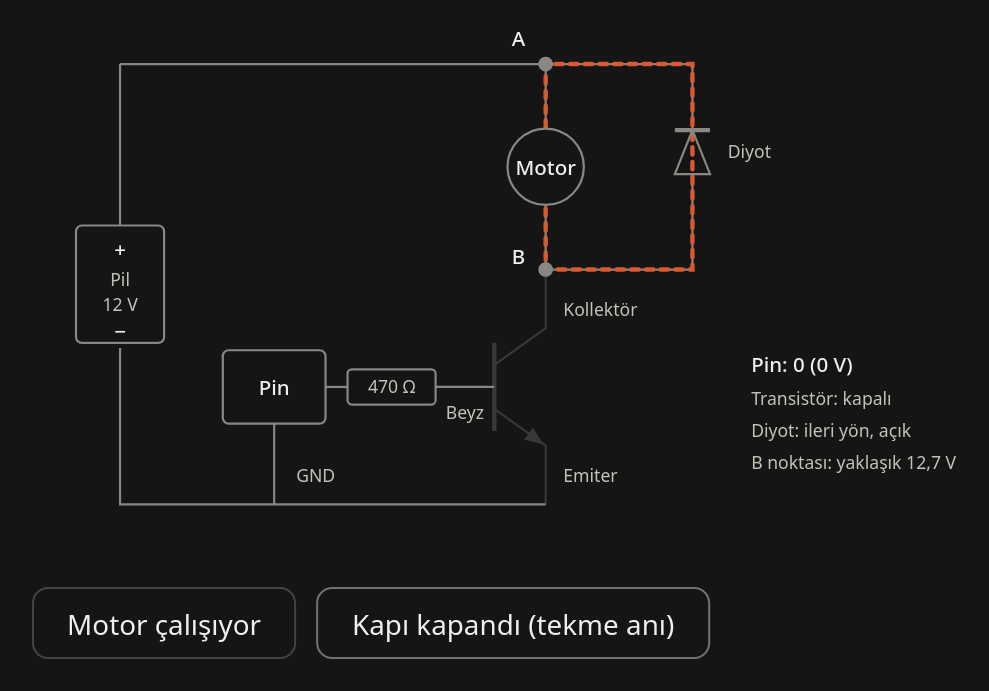 A
Motor
Diyot
B
+
Pil
12 V
−
Kollektör
Pin
470 Ω
Beyz
GND
Emiter
Pin: 0 (0 V)
Transistör: kapalı
Diyot: ileri yön, açık
B noktası: yaklaşık 12,7 V
Motor çalışıyor
Kapı kapandı (tekme anı)